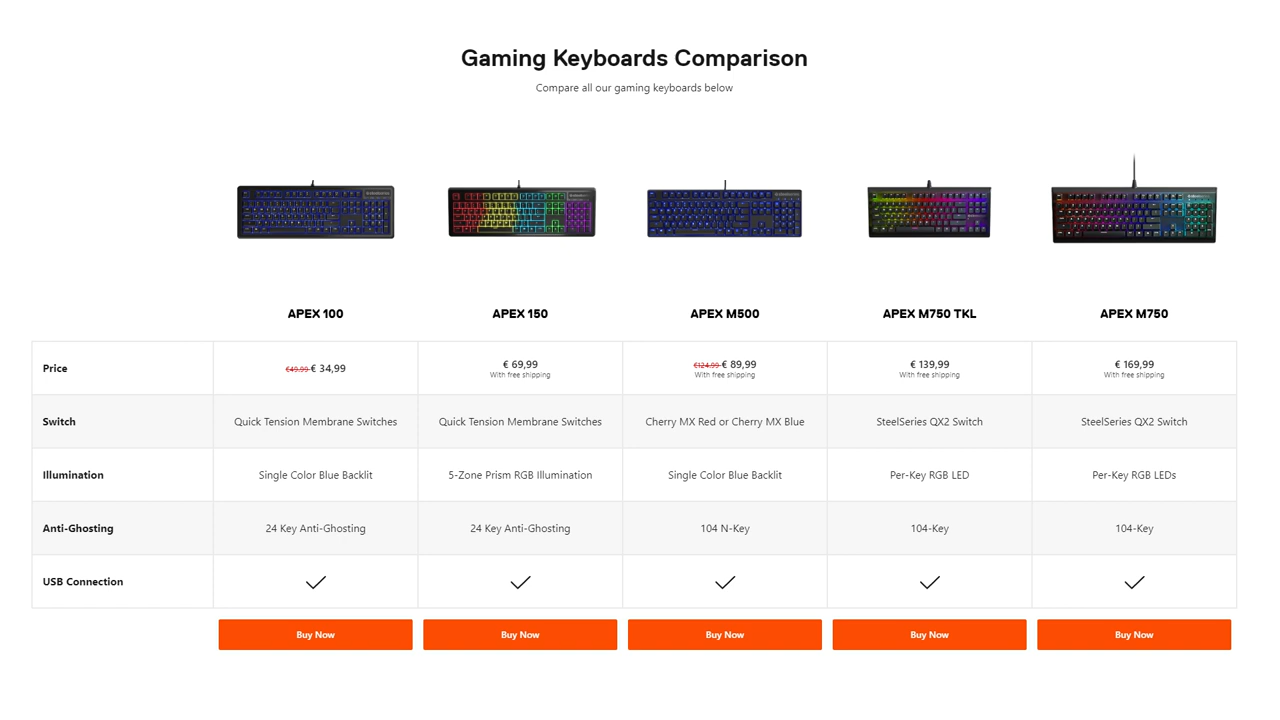 Gaming Keyboards Comparison
Compare all our gaming keyboards below
APEX 100 APEX 150 APEX M500 APEX M750 TKL APEX M750
Price €49,99 € 34,99 € 69,99 €124,99 € 89,99 € 139,99 € 169,99
With free shipping With free shipping With free shipping With free shipping
Switch Quick Tension Membrane Switches Quick Tension Membrane Switches Cherry MX Red or Cherry MX Blue SteelSeries QX2 Switch SteelSeries QX2 Switch
Illumination Single Color Blue Backlit 5-Zone Prism RGB Illumination Single Color Blue Backlit Per-Key RGB LED Per-Key RGB LEDs
Anti-Ghosting 24 Key Anti-Ghosting 24 Key Anti-Ghosting 104 N-Key 104-Key 104-Key
USB Connection
Buy Now Buy Now Buy Now Buy Now Buy Now